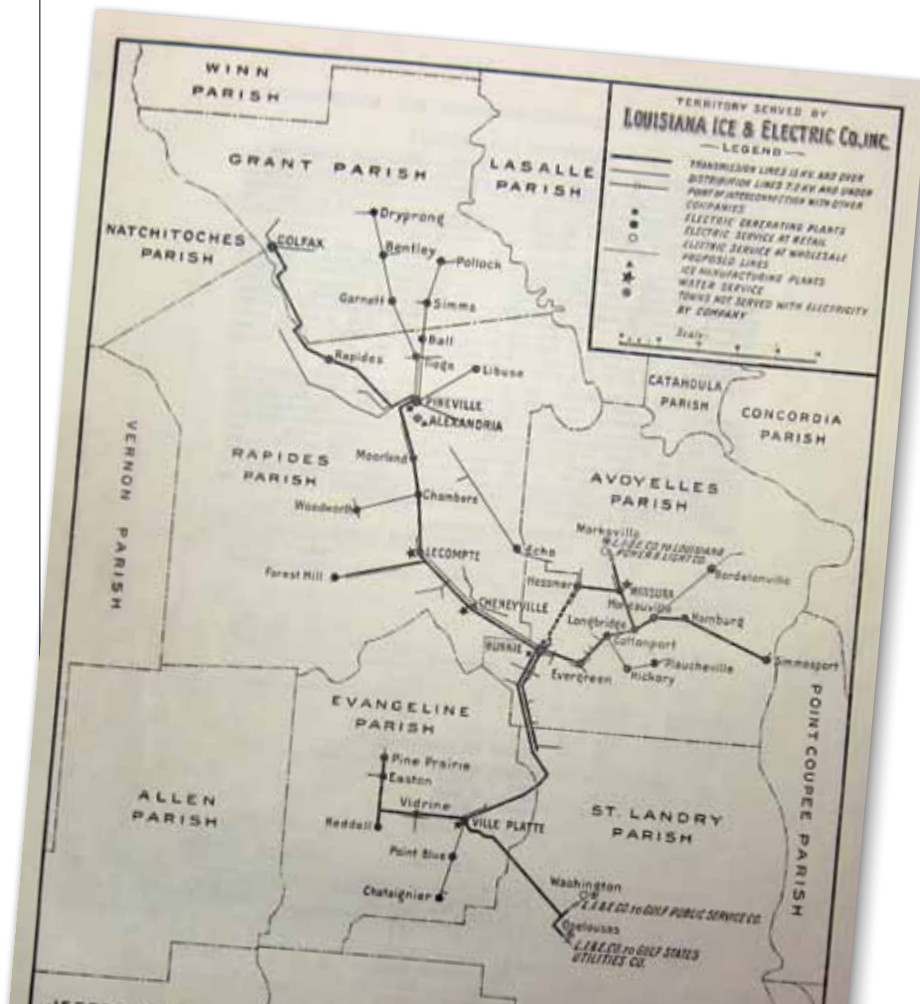 WINN
PARISH
GRANT PARISH
LASALLE
PARISH
TERRITORY SERVED BY
LOUISIANA ICE & ELECTRIC CO., INC.
LEGEND
TRANSMISSION LINES 13 KV. AND OVER
DISTRIBUTION LINES 7.2 KV. AND UNDER
POINT OF INTERCONNECTION WITH OTHER
COMPANIES
ELECTRIC GENERATING PLANTS
ELECTRIC SERVICE AT RETAIL
ELECTRIC SERVICE AT WHOLESALE
PROPOSED LINES
ICE MANUFACTURING PLANTS
WATER SERVICE
TOWNS NOT SERVED WITH ELECTRICITY
BY COMPANY
Scale:
NATCHITOCHES
PARISH
COLFAX
Dryprong
Bentley
Pollock
Garnett
Simms
Ball
Tioga
Libuse
Rapides
PINEVILLE
ALEXANDRIA
CATAHOULA
PARISH
CONCORDIA
PARISH
VERNON PARISH
RAPIDES
PARISH
Moorland
Chambers
Woodworth
LECOMPTE
Forest Hill
CHENEYVILLE
Echo
AVOYELLES
PARISH
Marksville
L.I.&E. CO. TO LOUISIANA
POWER & LIGHT CO.
Bordelonville
Hessmer
MANSURA
Moreauville
Hamburg
Longbridge
Cottonport
BUNKIE
Evergreen
Hickory
Plaucheville
Simmesport
EVANGELINE
PARISH
Pine Prairie
Easton
Vidrine
Reddell
VILLE PLATTE
Point Blue
Chataignier
ALLEN
PARISH
ST. LANDRY
PARISH
POINT COUPEE PARISH
Washington
L.I.&E. CO. TO GULF PUBLIC SERVICE CO.
Opelousas
L.I.&E. CO. TO GULF STATES
UTILITIES CO.